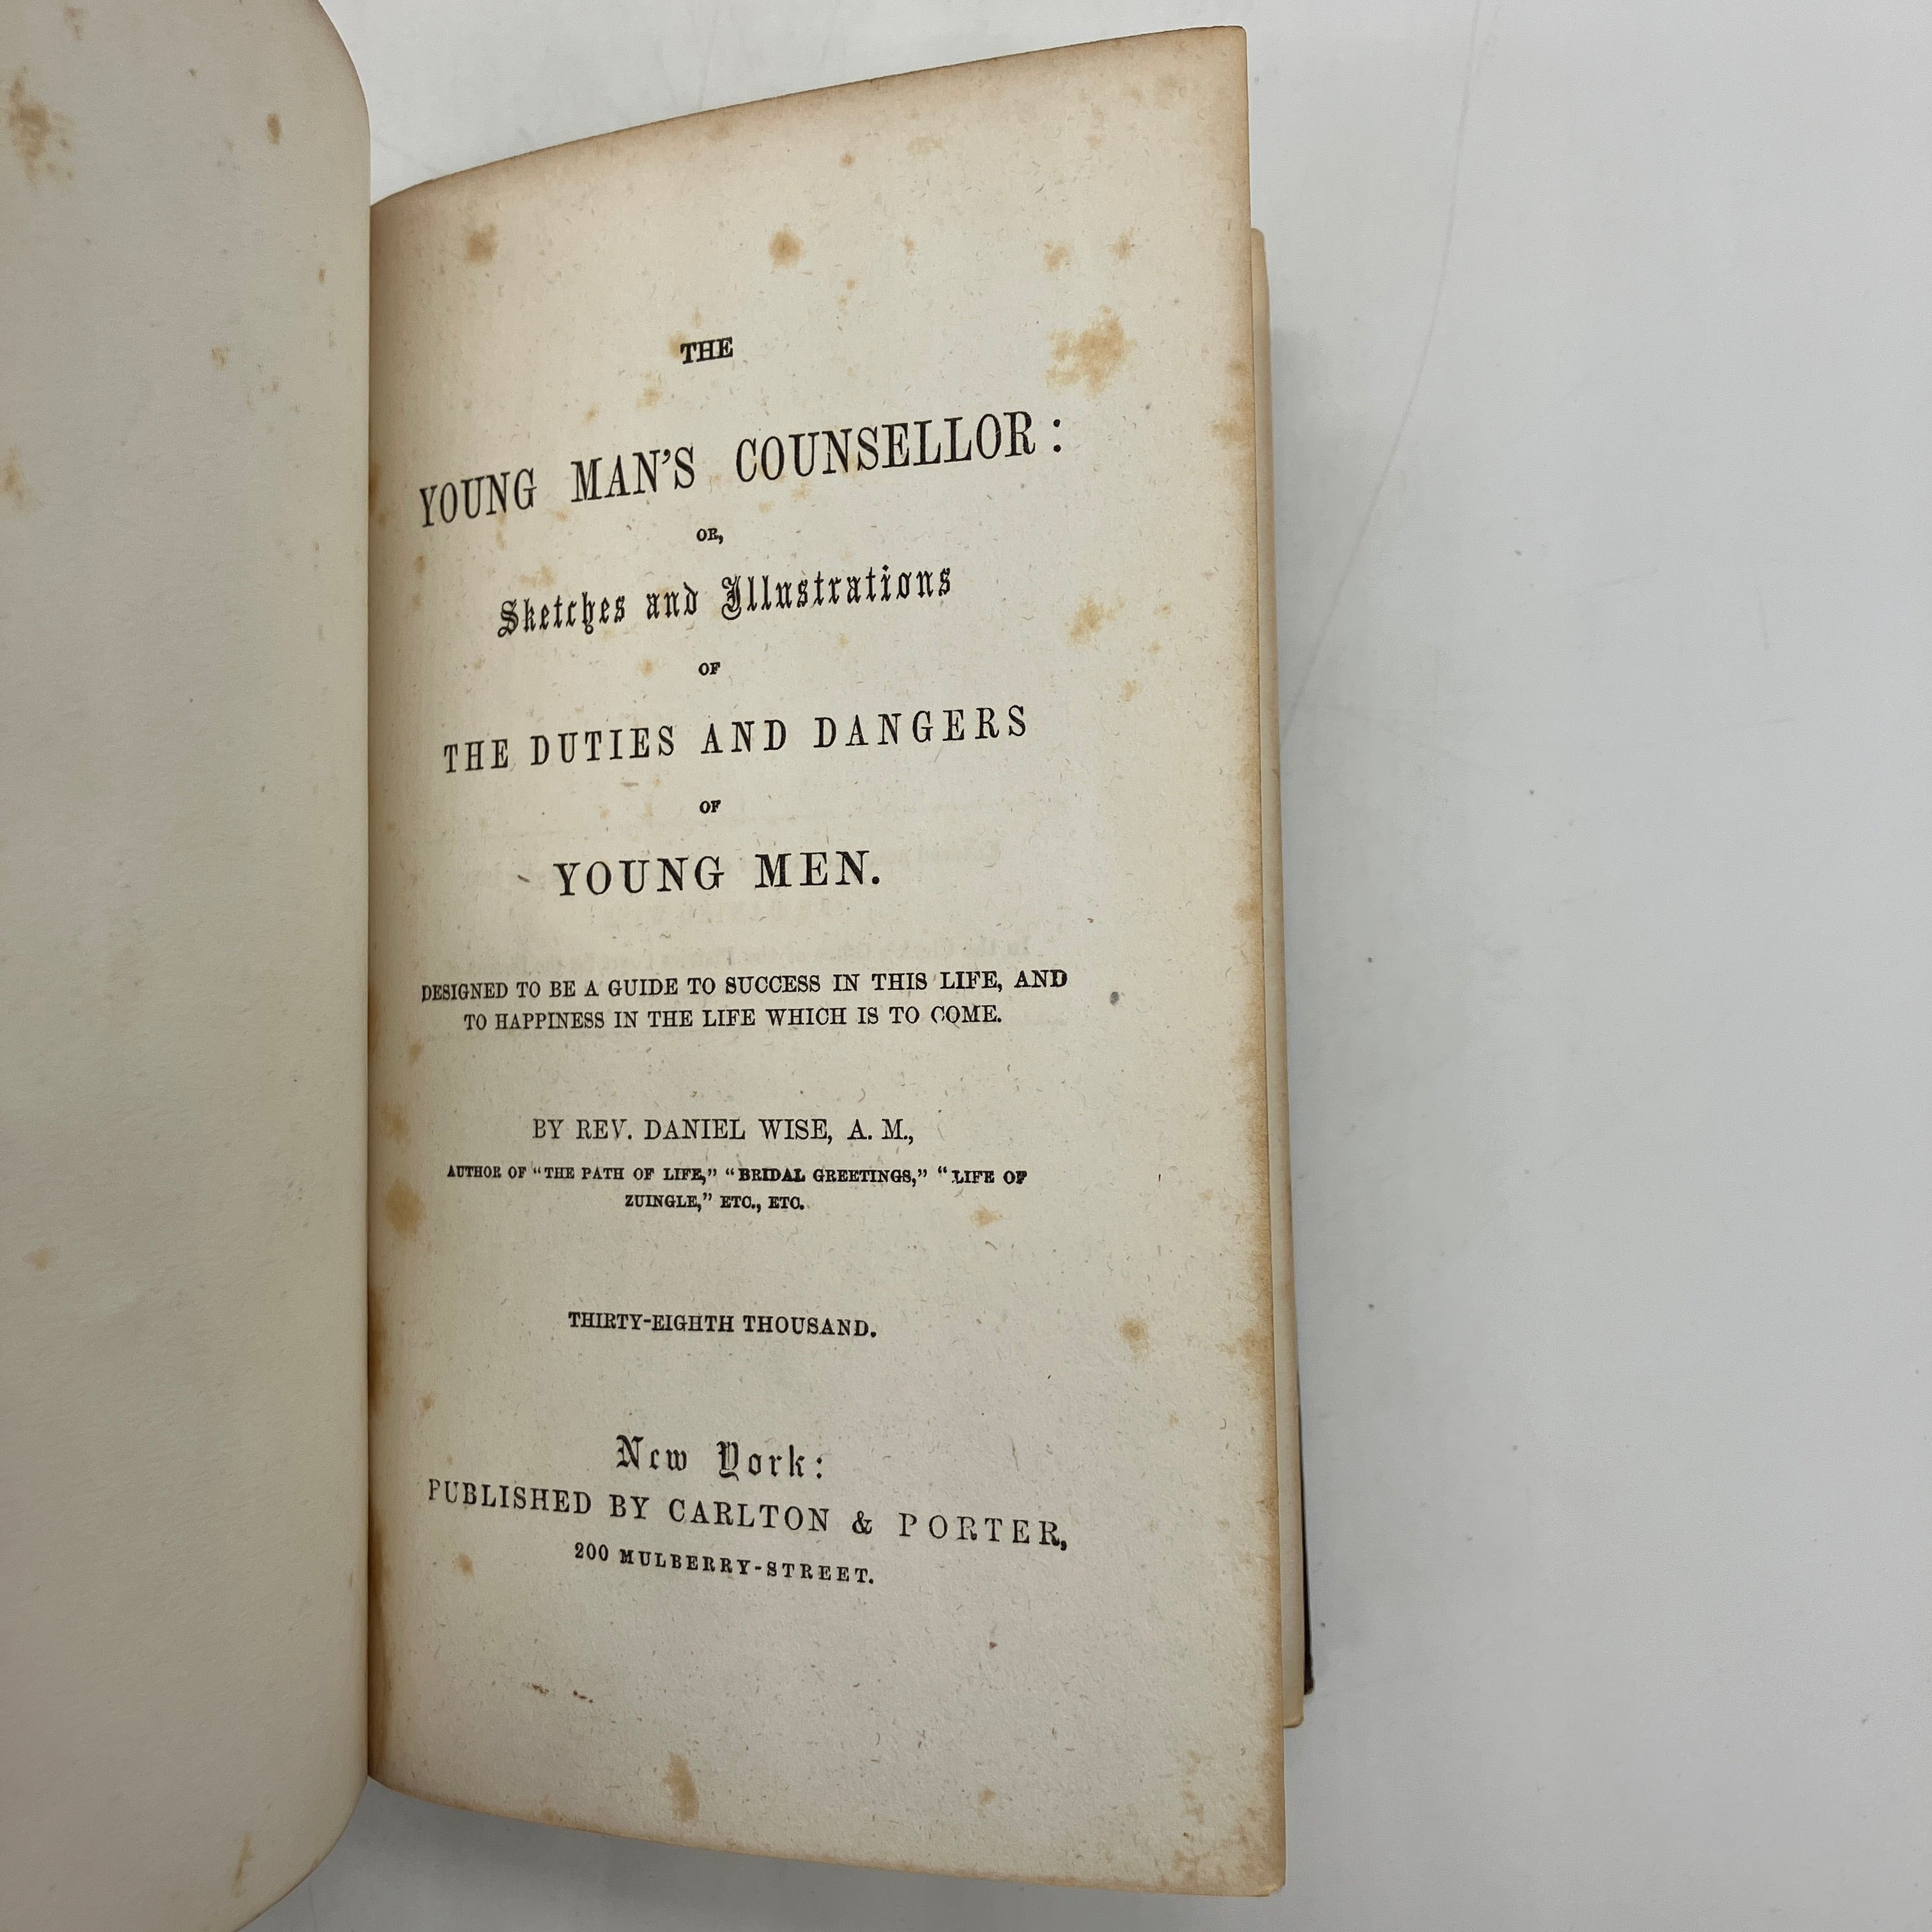 THE
YOUNG MAN'S COUNSELLOR:
OR,
Sketches and Illustrations
OF
THE DUTIES AND DANGERS
OF
YOUNG MEN.
DESIGNED TO BE A GUIDE TO SUCCESS IN THIS LIFE, AND
TO HAPPINESS IN THE LIFE WHICH IS TO COME.
BY REV. DANIEL WISE, A. M.,
AUTHOR OF "THE PATH OF LIFE," "BRIDAL GREETINGS," "LIFE OF
ZUINGLE," ETC., ETC.
THIRTY-EIGHTH THOUSAND.
New York:
PUBLISHED BY CARLTON & PORTER,
200 MULBERRY-STREET.